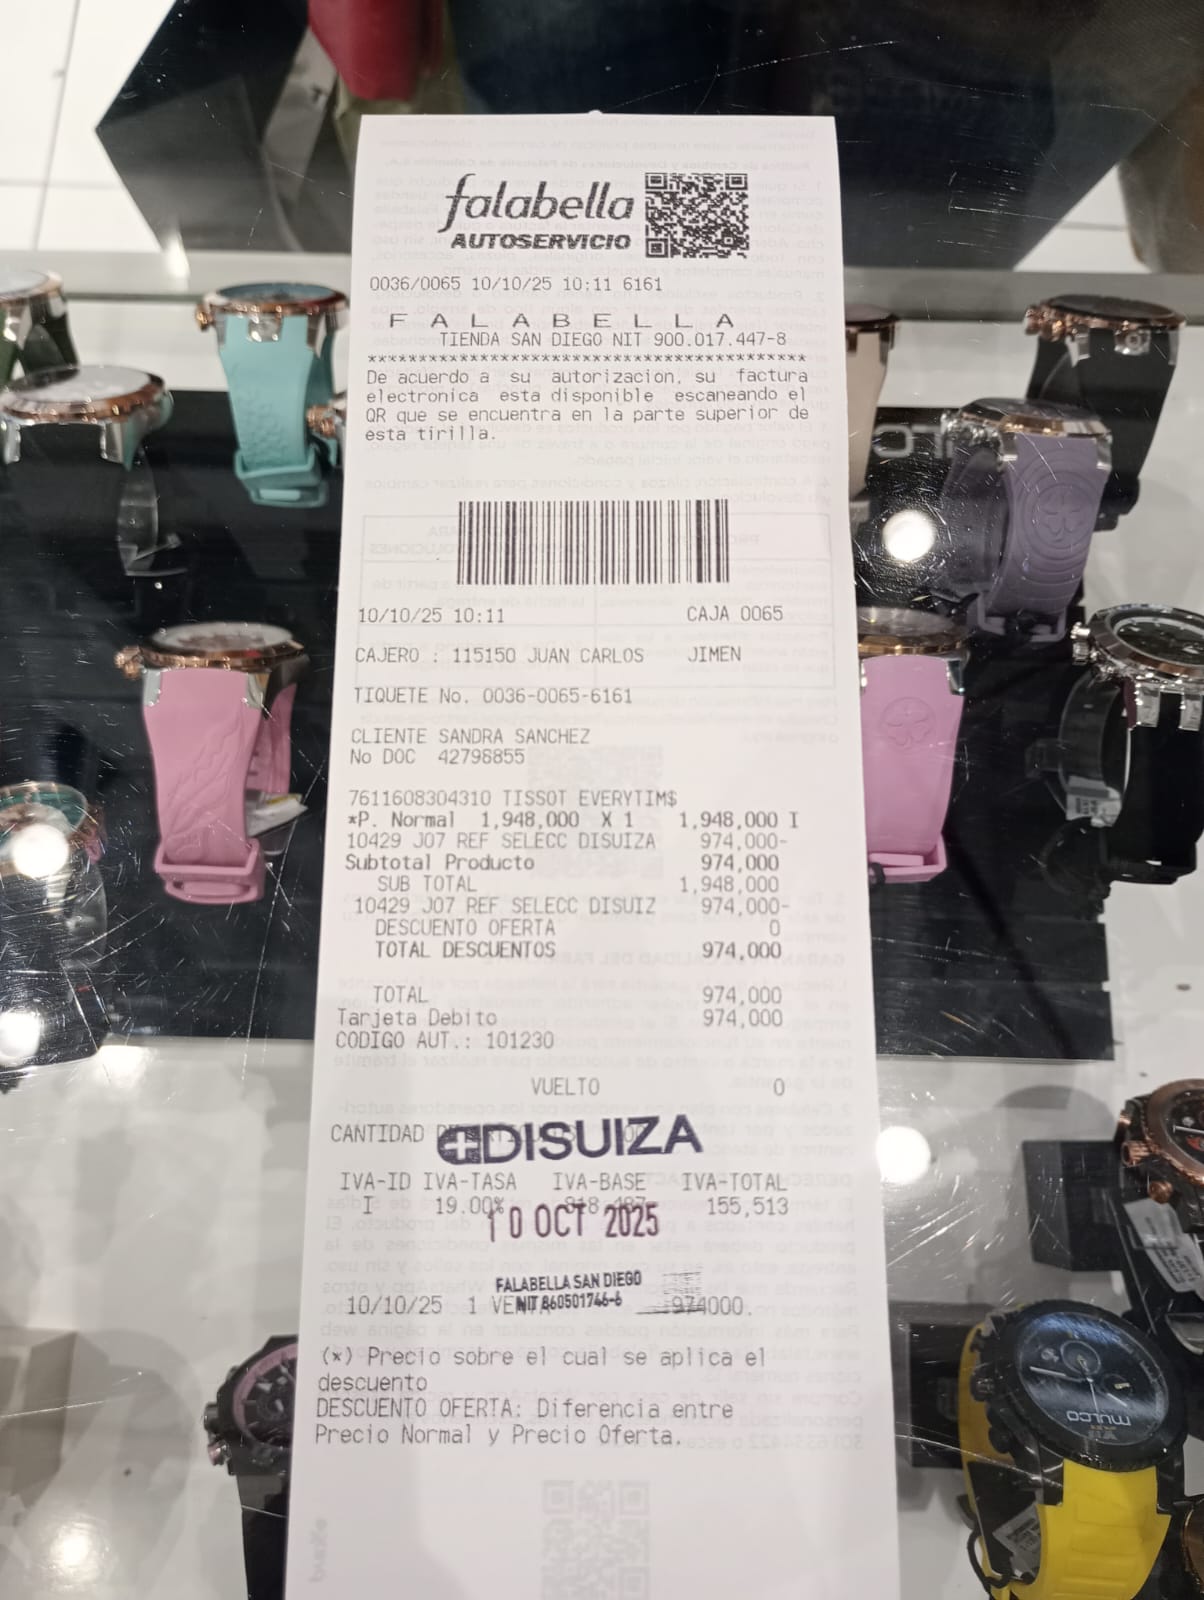 falabella
AUTOSERVICIO
0036/0065 10/10/25 10:11 6161
F A L A B E L L A
TIENDA SAN DIEGO NIT 900.017.447-8
**************************************************
De acuerdo a su autorizacion, su factura
electronica esta disponible escaneando el
QR que se encuentra en la parte superior de
esta tirilla.
10/10/25 10:11 CAJA 0065
CAJERO : 115150 JUAN CARLOS JIMEN
TIQUETE No. 0036-0065-6161
CLIENTE SANDRA SANCHEZ
No DOC 42798855
7611608304310 TISSOT EVERYTIM$
*P. Normal 1,948,000 X 1 1,948,000 I
10429 J07 REF SELECC DISUIZA 974,000-
Subtotal Producto 974,000
SUB TOTAL 1,948,000
10429 J07 REF SELECC DISUIZ 974,000-
DESCUENTO OFERTA 0
TOTAL DESCUENTOS 974,000
TOTAL 974,000
Tarjeta Debito 974,000
CODIGO AUT.: 101230
VUELTO 0
CANTIDAD
DISUIZA
IVA-ID IVA-TASA IVA-BASE IVA-TOTAL
I 19.00% 155,513
10 OCT 2025
FALABELLA SAN DIEGO
NIT 860501746-6
10/10/25 1 974000.
(*) Precio sobre el cual se aplica el
descuento
DESCUENTO OFERTA: Diferencia entre
Precio Normal y Precio Oferta.
MULCO